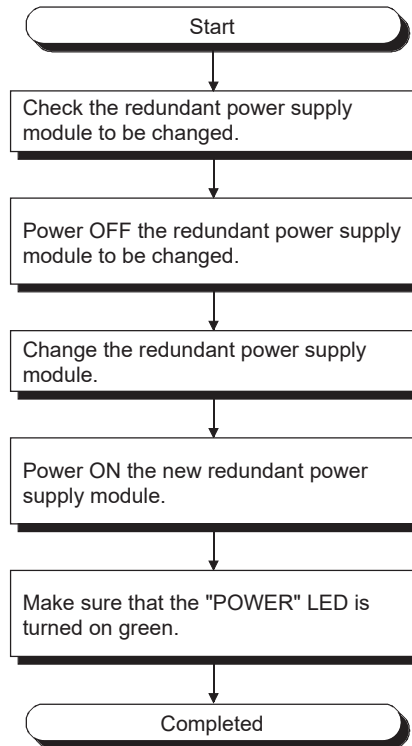 Start
Check the redundant power supply
module to be changed.
Power OFF the redundant power supply
module to be changed.
Change the redundant power supply
module.
Power ON the new redundant power
supply module.
Make sure that the "POWER" LED is
turned on green.
Completed